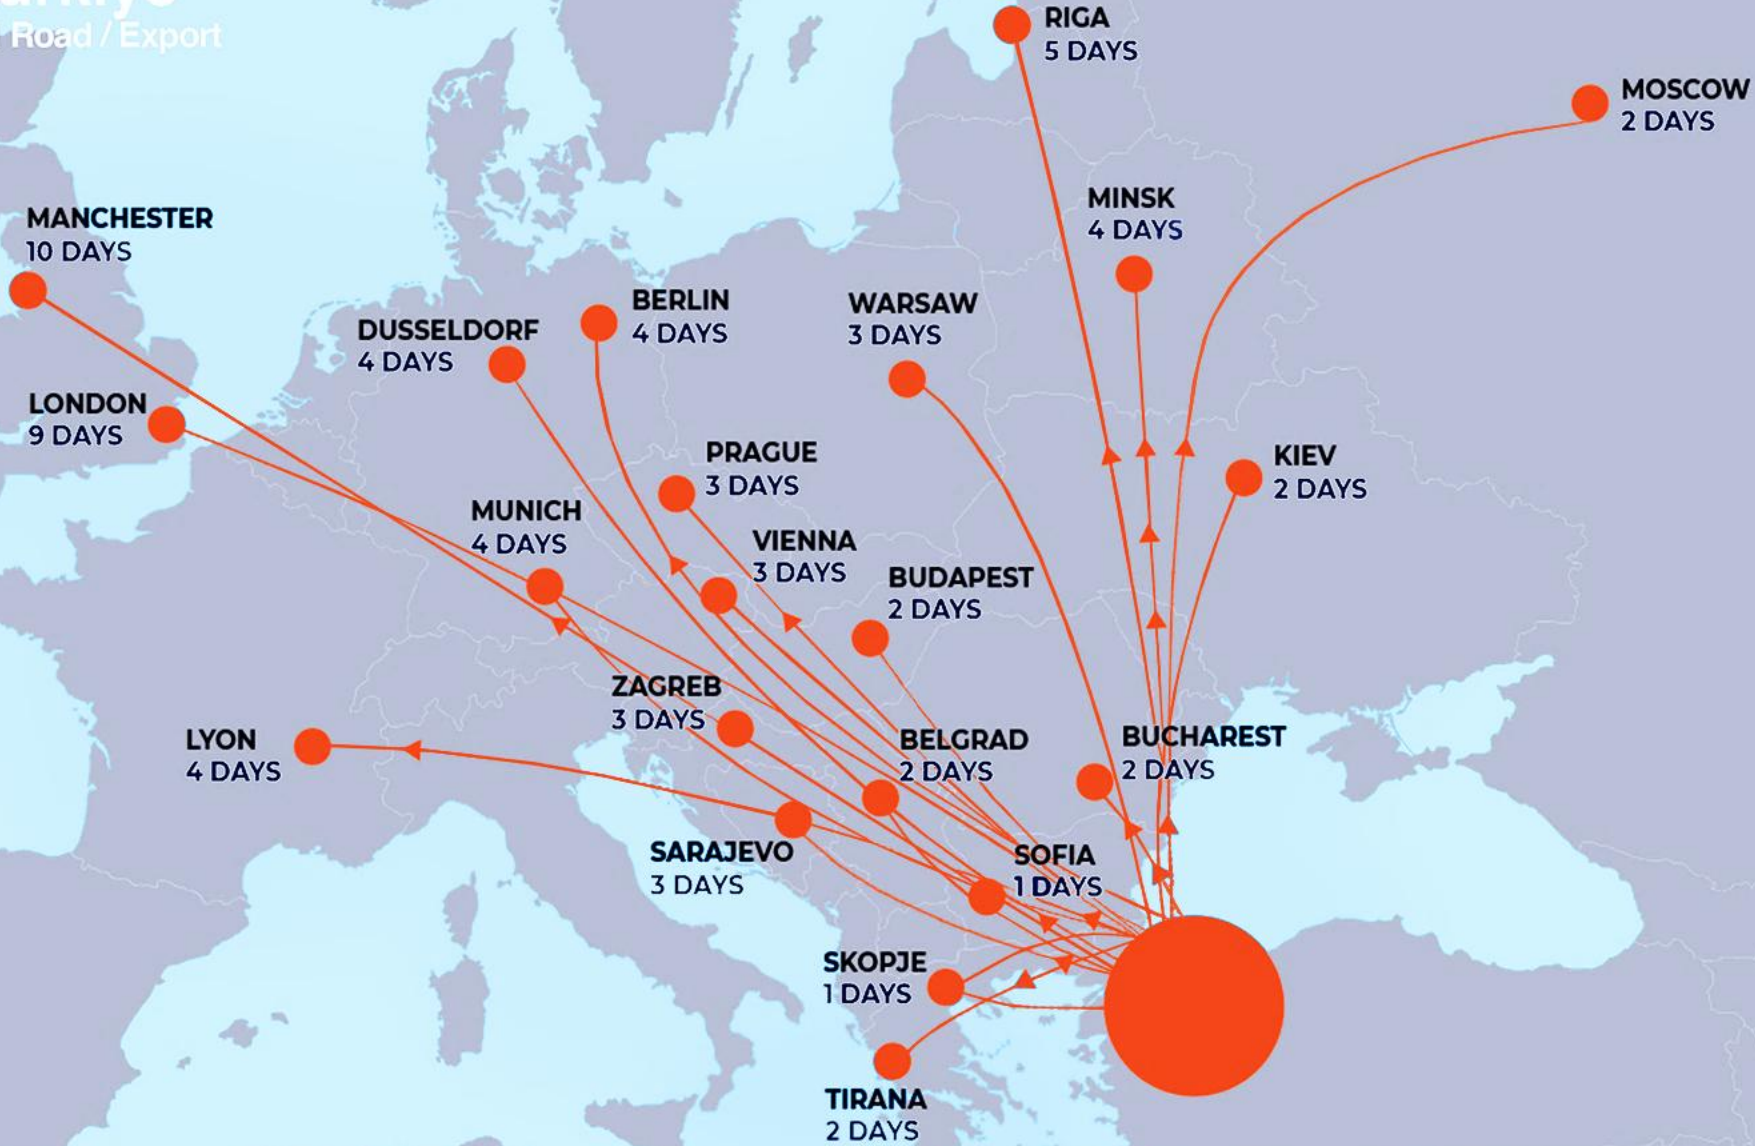 Road / Export
RIGA
5 DAYS
MOSCOW
2 DAYS
MINSK
4 DAYS
MANCHESTER
10 DAYS
BERLIN
4 DAYS
WARSAW
3 DAYS
DUSSELDORF
4 DAYS
LONDON
9 DAYS
PRAGUE
3 DAYS
KIEV
2 DAYS
MUNICH
4 DAYS
VIENNA
3 DAYS
BUDAPEST
2 DAYS
ZAGREB
3 DAYS
LYON
4 DAYS
BELGRAD
2 DAYS
BUCHAREST
2 DAYS
SARAJEVO
3 DAYS
SOFIA
1 DAYS
SKOPJE
1 DAYS
TIRANA
2 DAYS